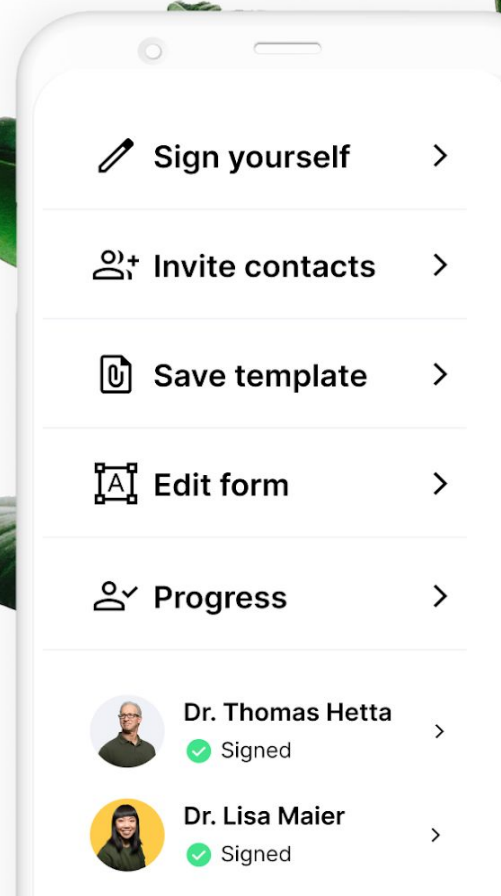 Sign yourself
Invite contacts
Save template
Edit form
Progress
Dr. Thomas Hetta
Signed
Dr. Lisa Maier
Signed